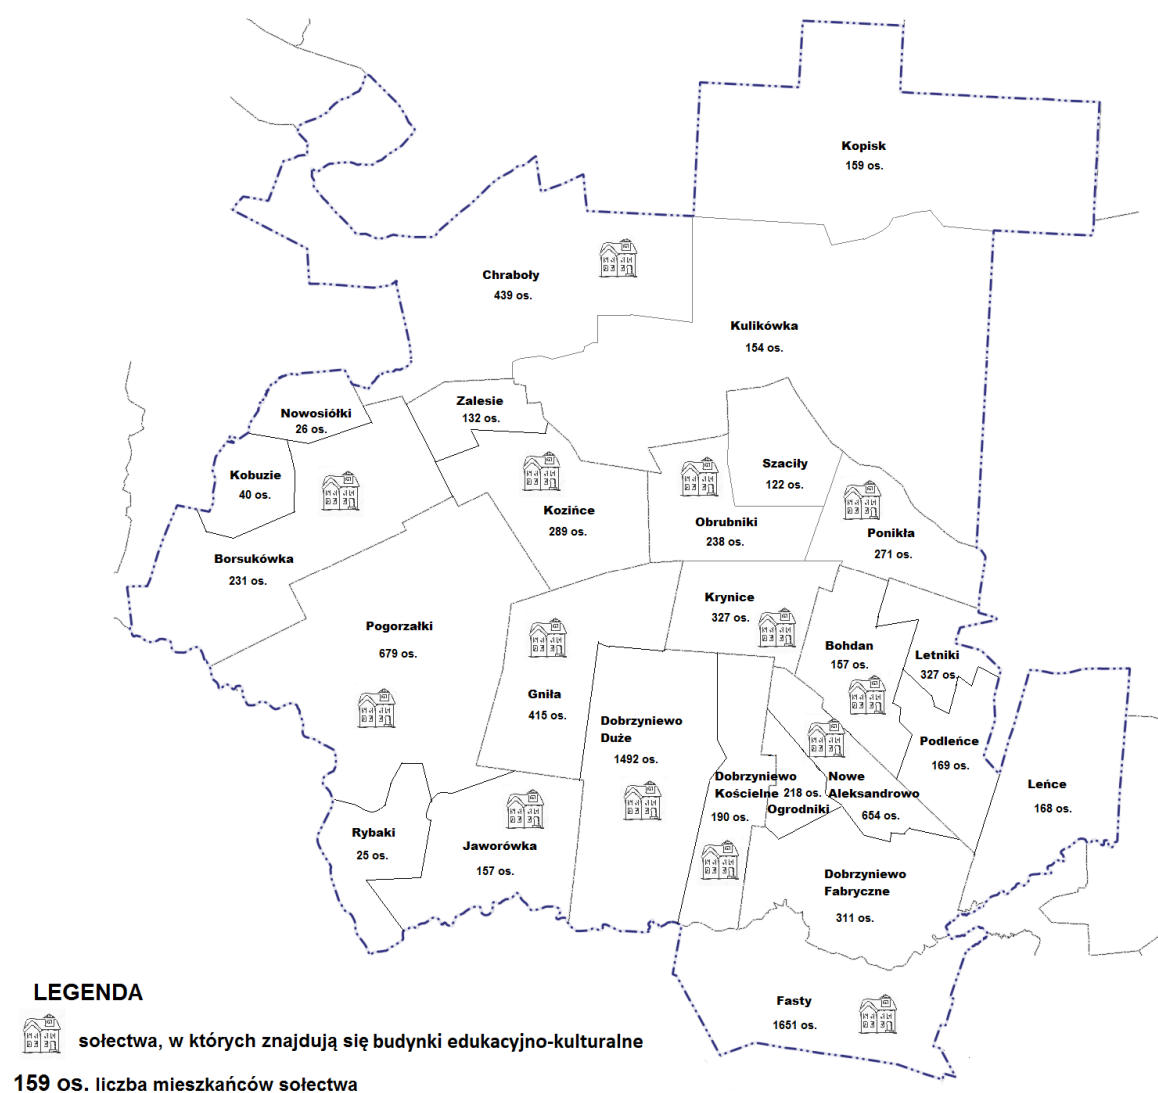 Kopisk
159 os.
Chraboły
439 os.
Kulikówka
154 os.
Nowosiółki
26 os.
Zalesie
132 os.
Kobuzie
40 os.
Szaciły
122 os.
Kozińce
289 os.
Obrubniki
238 os.
Ponikła
271 os.
Borsukówka
231 os.
Krynice
327 os.
Pogorzałki
679 os.
Bohdan
157 os.
Letniki
327 os.
Gniła
415 os.
Dobrzyniewo
Duże
1492 os.
Podleńce
169 os.
Dobrzyniewo
Kościelne
190 os.
218 os.
Ogrodniki
Nowe
Aleksandrowo
654 os.
Leńce
168 os.
Rybaki
25 os.
Jaworówka
157 os.
Dobrzyniewo
Fabryczne
311 os.
Fasty
1651 os.
LEGENDA
sołectwa, w których znajdują się budynki edukacyjno-kulturalne
159 os. liczba mieszkańców sołectwa